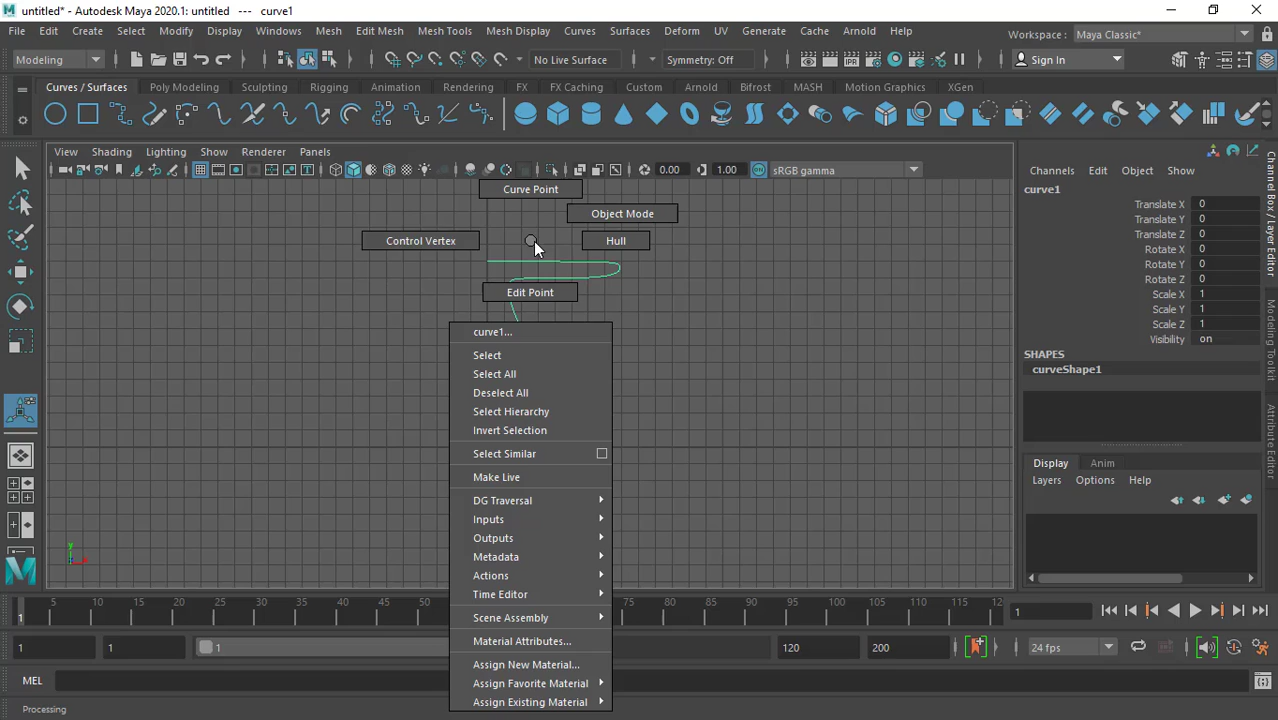 untitled* - Autodesk Maya 2020.1: untitled   ---   curve1
File Edit Create Select Modify Display Windows Mesh Edit Mesh Mesh Tools Mesh Display Curves Surfaces Deform UV Generate Cache Arnold Help
Workspace : Maya Classic*
Modeling
No Live Surface
Symmetry: Off
Sign In
Curves / Surfaces Poly Modeling Sculpting Rigging Animation Rendering FX FX Caching Custom Arnold Bifrost MASH Motion Graphics XGen
View Shading Lighting Show Renderer Panels
0.00
1.00
sRGB gamma
Curve Point
Object Mode
Control Vertex
Hull
Edit Point
curve1...
Select
Select All
Deselect All
Select Hierarchy
Invert Selection
Select Similar
Make Live
DG Traversal
Inputs
Outputs
Metadata
Actions
Time Editor
Scene Assembly
Material Attributes...
Assign New Material...
Assign Favorite Material
Assign Existing Material
y
Channels Edit Object Show
curve1
Translate X 0
Translate Y 0
Translate Z 0
Rotate X 0
Rotate Y 0
Rotate Z 0
Scale X 1
Scale Y 1
Scale Z 1
Visibility on
SHAPES
curveShape1
Display Anim
Layers Options Help
Channel Box / Layer Editor
Modeling Toolkit
Attribute Editor
1 5 10 15 20 25 30 35 40 45 50 75 80 85 90 95 100 105 110 115 12
1
1
1
1
120
200
24 fps
MEL
Processing